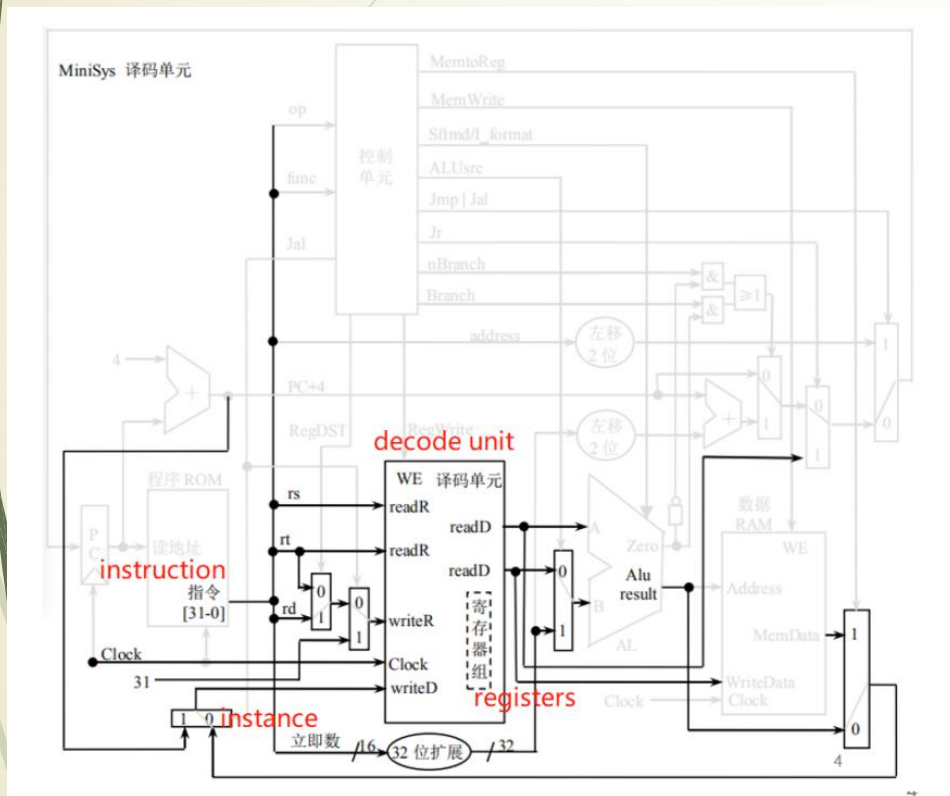 MiniSys 译码单元
MemtoReg
MemWrite
op
Sftmd/I_format
控制
单元
ALUsrc
func
Jmp | Jal
Jr
Jal
nBranch
&
Branch
≥1
&
address
左移
2 位
1
4
+
PC+4
0
RegDST
RegWrite
左移
2 位
+
1
0
0
1
decode unit
程序 ROM
WE 译码单元
rs
readR
数据
RAM
PC
读地址
readD
A
WE
rt
readR
Zero
instruction
readD
0
Alu
result
Address
指令
[31-0]
0
0
寄
存
器
组
B
rd
1
writeR
1
1
AL
MemData
1
Clock
Clock
31
writeD
WriteData
registers
Clock
Clock
1 0
instance
0
立即数
16
32 位扩展
32
4